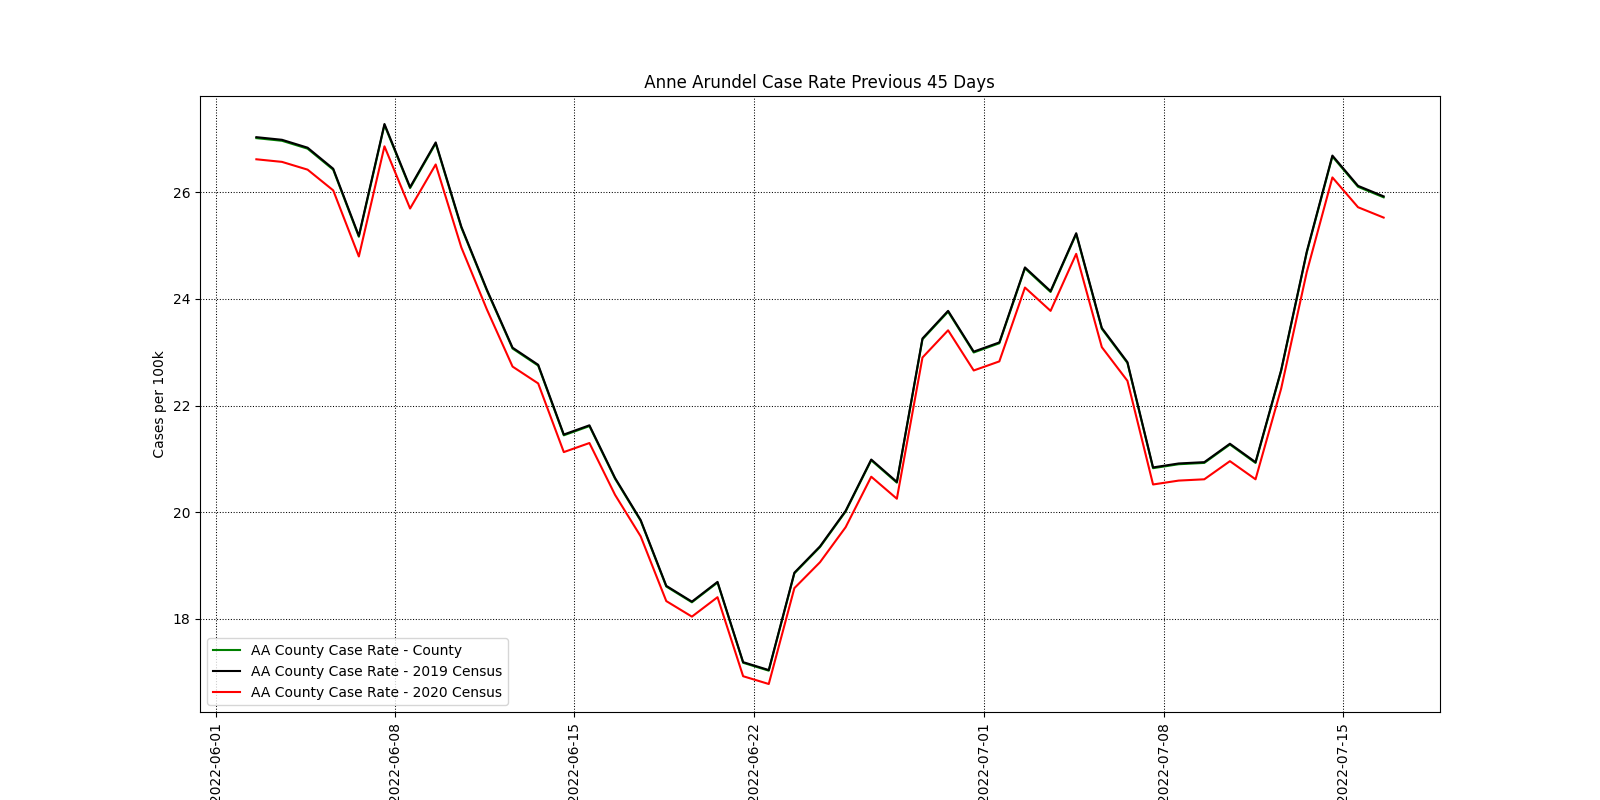 Anne Arundel Case Rate Previous 45 Days
Cases per 100k
26
24
22
20
18
AA County Case Rate - County
AA County Case Rate - 2019 Census
AA County Case Rate - 2020 Census
2022-06-01
2022-06-08
2022-06-15
2022-06-22
2022-07-01
2022-07-08
2022-07-15